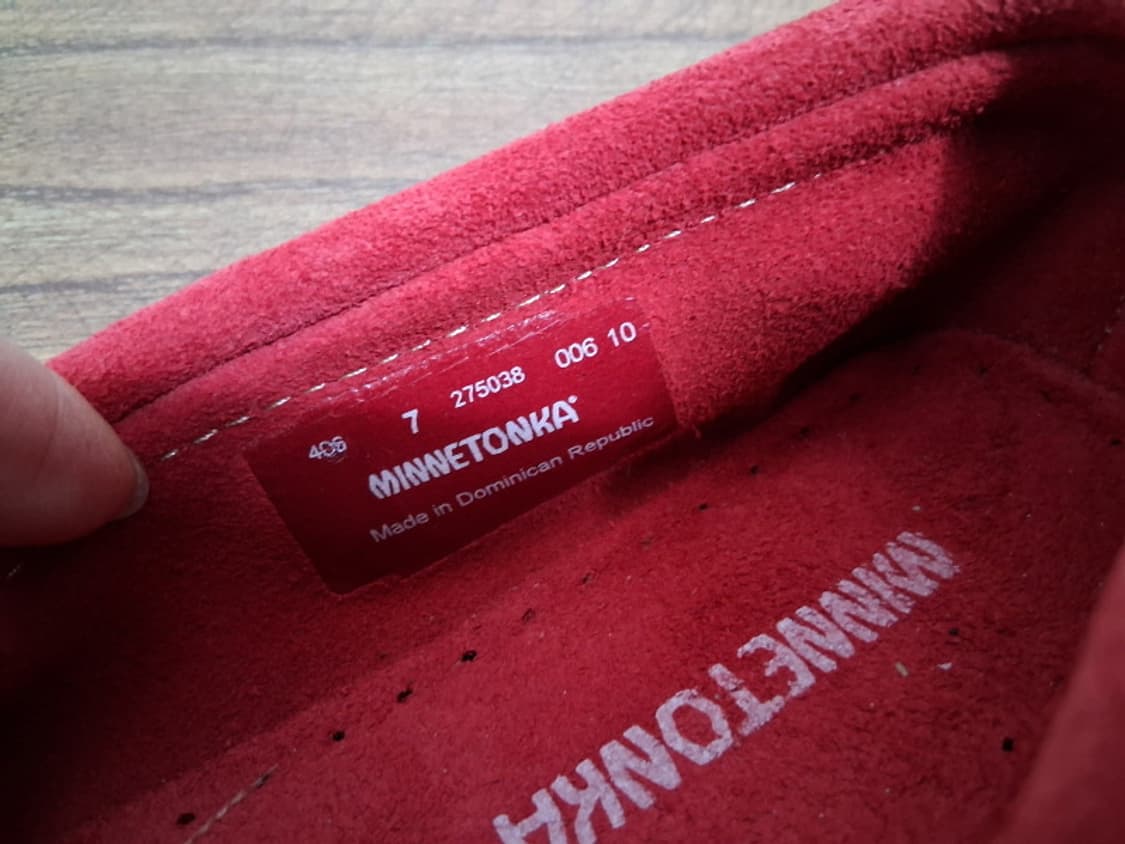 406 7 275038 006 10
MINNETONKA
Made in Dominican Republic
MINNETONKA